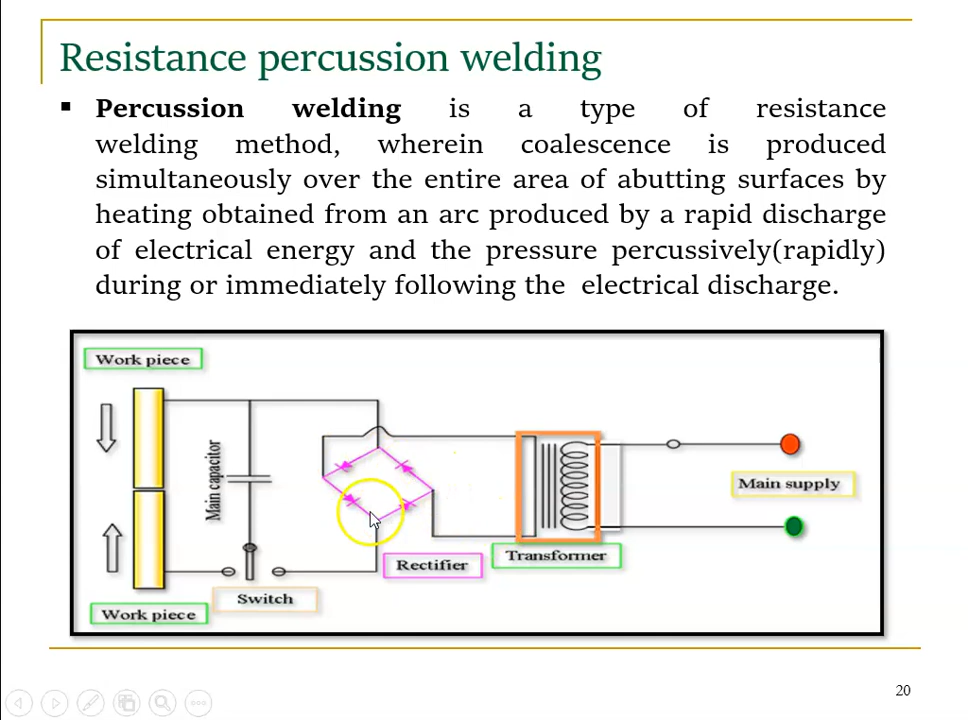 Resistance percussion welding
▪ Percussion welding is a type of resistance
welding method, wherein coalescence is produced
simultaneously over the entire area of abutting surfaces by
heating obtained from an arc produced by a rapid discharge
of electrical energy and the pressure percussively(rapidly)
during or immediately following the electrical discharge.
Work piece
Main capacitor
Main supply
Transformer
Rectifier
Switch
Work piece
20